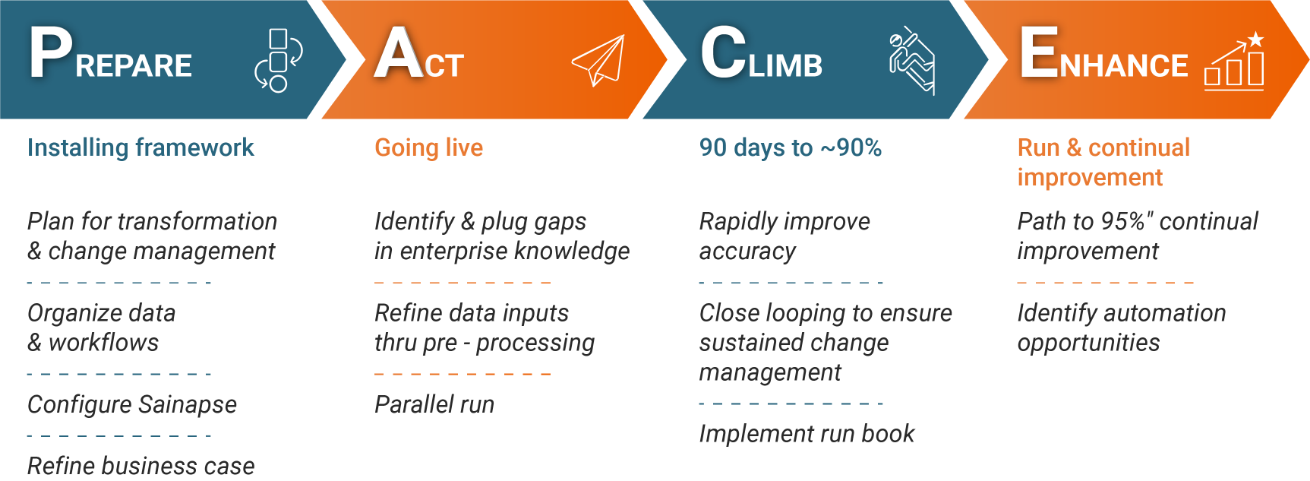 PREPARE
ACT
CLIMB
ENHANCE
Installing framework
Plan for transformation
& change management
Organize data
& workflows
Configure Sainapse
Refine business case
Going live
Identify & plug gaps
in enterprise knowledge
Refine data inputs
thru pre - processing
Parallel run
90 days to ~90%
Rapidly improve
accuracy
Close looping to ensure
sustained change
management
Implement run book
Run & continual
improvement
Path to 95%" continual
improvement
Identify automation
opportunities